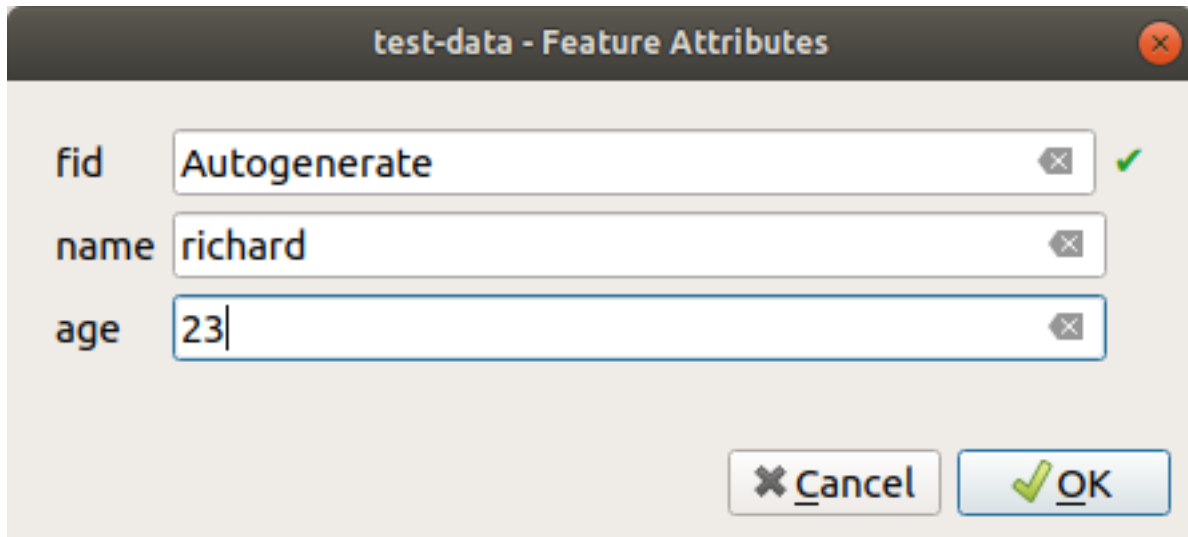 test-data - Feature Attributes
fid Autogenerate
name richard
age 23
Cancel OK